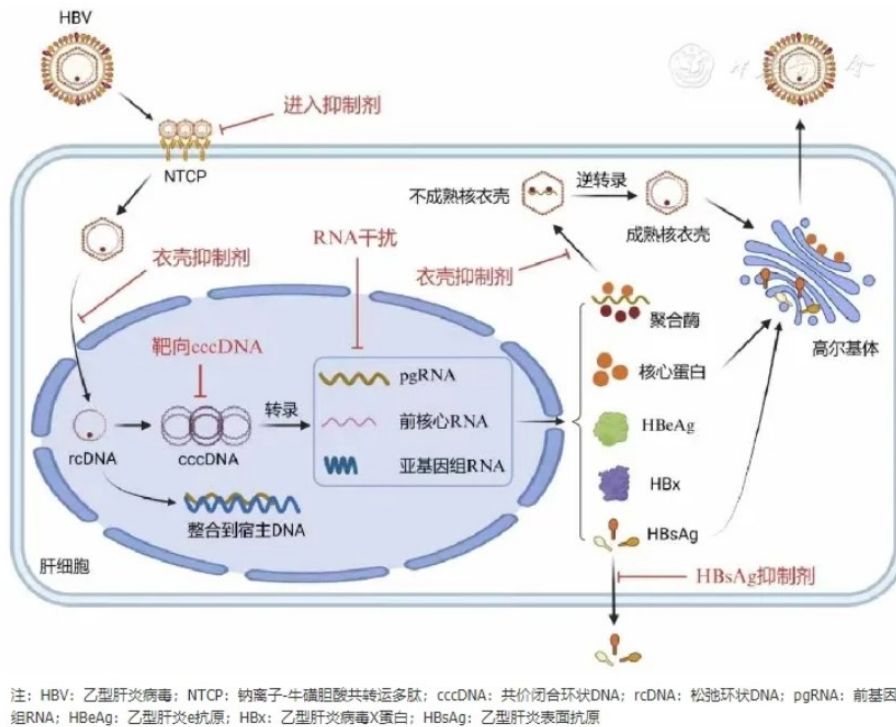 HBV
进入抑制剂
NTCP
不成熟核衣壳
逆转录
成熟核衣壳
衣壳抑制剂
RNA干扰
衣壳抑制剂
靶向cccDNA
聚合酶
高尔基体
pgRNA
核心蛋白
转录
前核心RNA
HBeAg
rcDNA
cccDNA
亚基因组RNA
HBx
整合到宿主DNA
HBsAg
肝细胞
HBsAg抑制剂
注：HBV：乙型肝炎病毒；NTCP：钠离子-牛磺胆酸共转运多肽；cccDNA：共价闭合环状DNA；rcDNA：松弛环状DNA；pgRNA：前基因
组RNA；HBeAg：乙型肝炎e抗原；HBx：乙型肝炎病毒X蛋白；HBsAg：乙型肝炎表面抗原